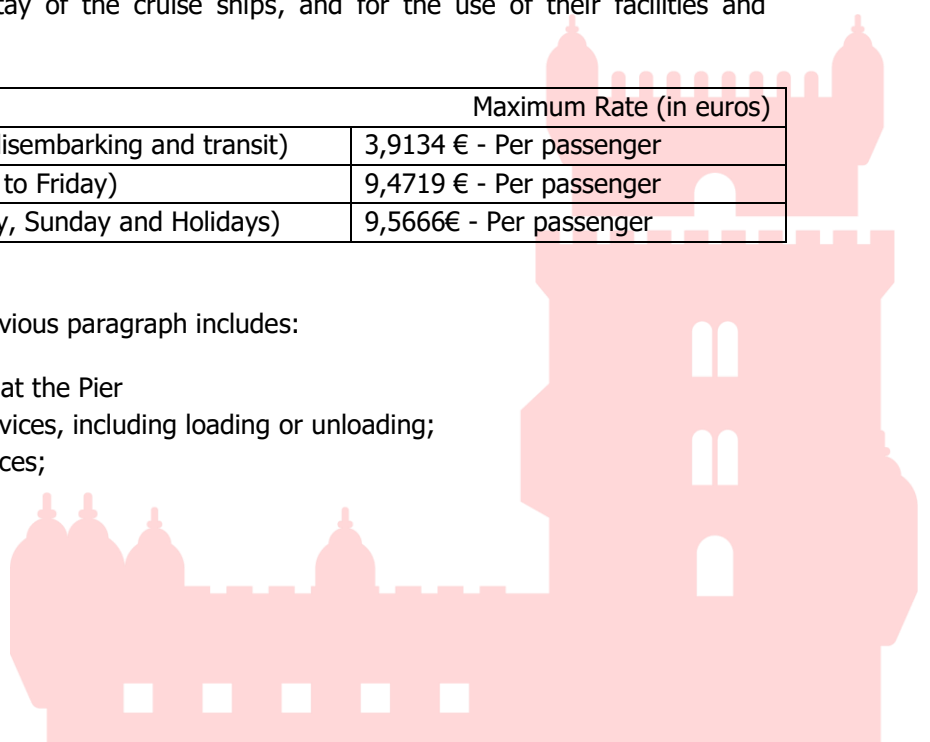 tay of the cruise ships, and for the use of their facilities and
Maximum Rate (in euros)
disembarking and transit) 3,9134 € - Per passenger
to Friday) 9,4719 € - Per passenger
y, Sunday and Holidays) 9,5666€ - Per passenger
vious paragraph includes:
at the Pier
vices, including loading or unloading;
ces;